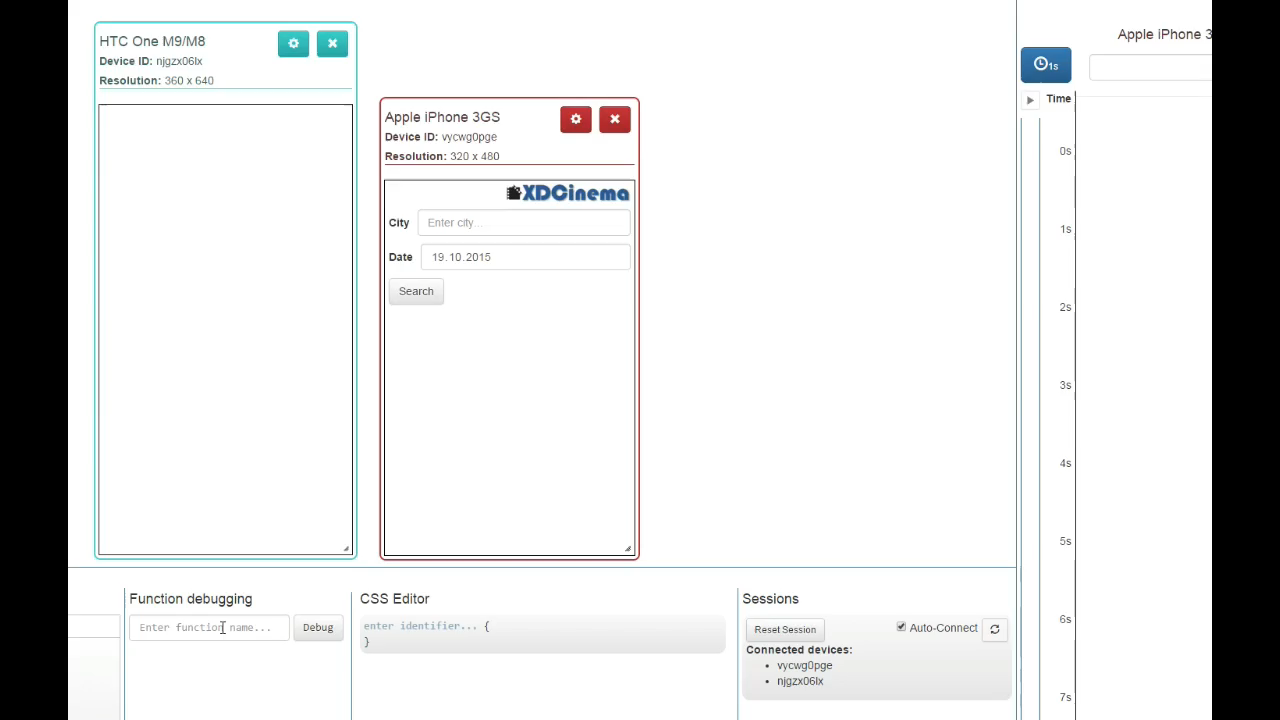 HTC One M9/M8
Device ID: njgzx06lx
Resolution: 360 x 640
Apple iPhone 3GS
Device ID: vycwg0pge
Resolution: 320 x 480
XDCinema
City Enter city...
Date 19.10.2015
Search
Function debugging
Enter function name...
Debug
CSS Editor
enter identifier... {
}
Sessions
Reset Session
Auto-Connect
Connected devices:
vycwg0pge
njgzx06lx
Apple iPhone 3
1s
Time
0s
1s
2s
3s
4s
5s
6s
7s